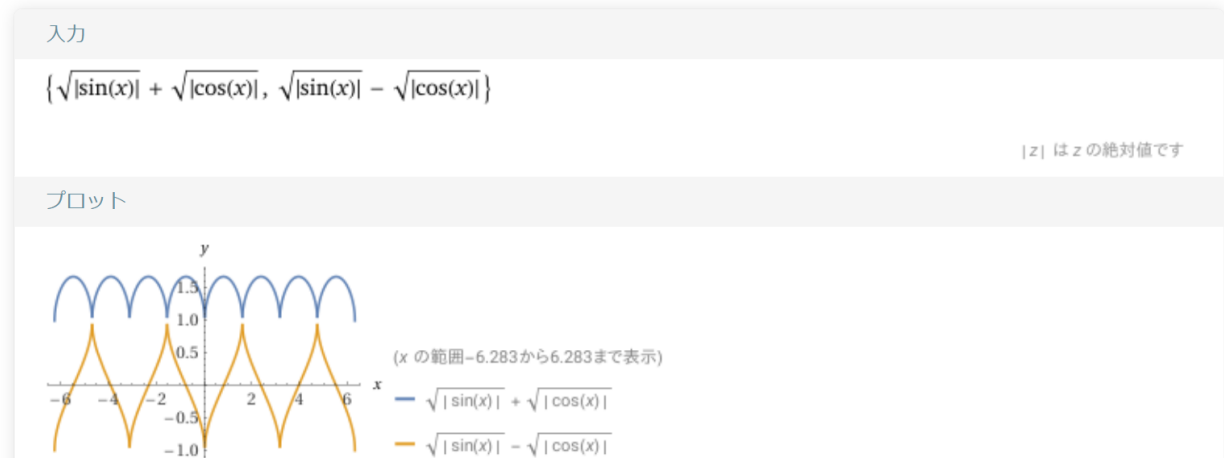 入力
{√|sin(x)| + √|cos(x)|, √|sin(x)| − √|cos(x)|}
|z| は z の絶対値です
プロット
y
1.5
1.0
0.5
x
−6 −4 −2 2 4 6
−0.5
−1.0
(x の範囲−6.283から6.283まで表示)
√|sin(x)| + √|cos(x)|
√|sin(x)| − √|cos(x)|